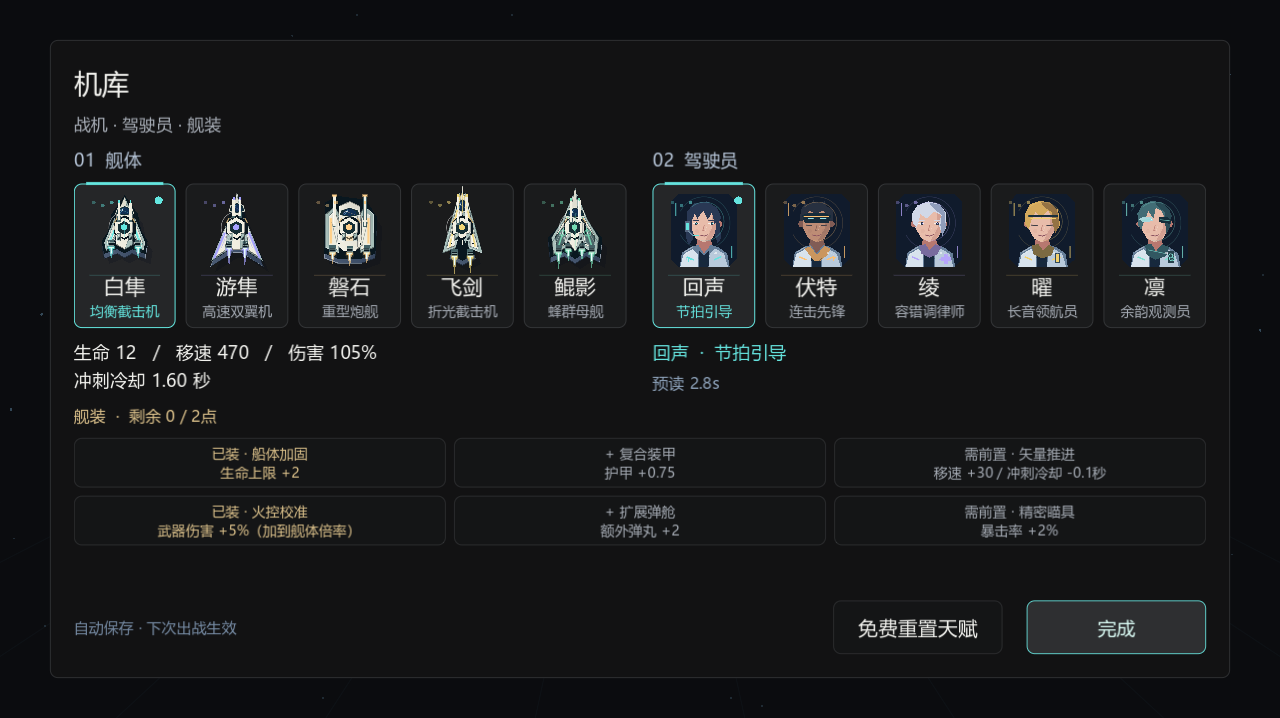 机库
战机 · 驾驶员 · 舰装
01 舰体
02 驾驶员
白隼
均衡截击机
游隼
高速双翼机
磐石
重型炮舰
飞剑
折光截击机
鲲影
蜂群母舰
回声
节拍引导
伏特
连击先锋
绫
容错调律师
曜
长音领航员
凛
余韵观测员
生命 12 / 移速 470 / 伤害 105%
冲刺冷却 1.60 秒
回声 · 节拍引导
预读 2.8s
舰装 · 剩余 0 / 2点
已装 · 船体加固
生命上限 +2
+ 复合装甲
护甲 +0.75
需前置 · 矢量推进
移速 +30 / 冲刺冷却 -0.1秒
已装 · 火控校准
武器伤害 +5%（加到舰体倍率）
+ 扩展弹舱
额外弹丸 +2
需前置 · 精密瞄具
暴击率 +2%
自动保存 · 下次出战生效
免费重置天赋
完成